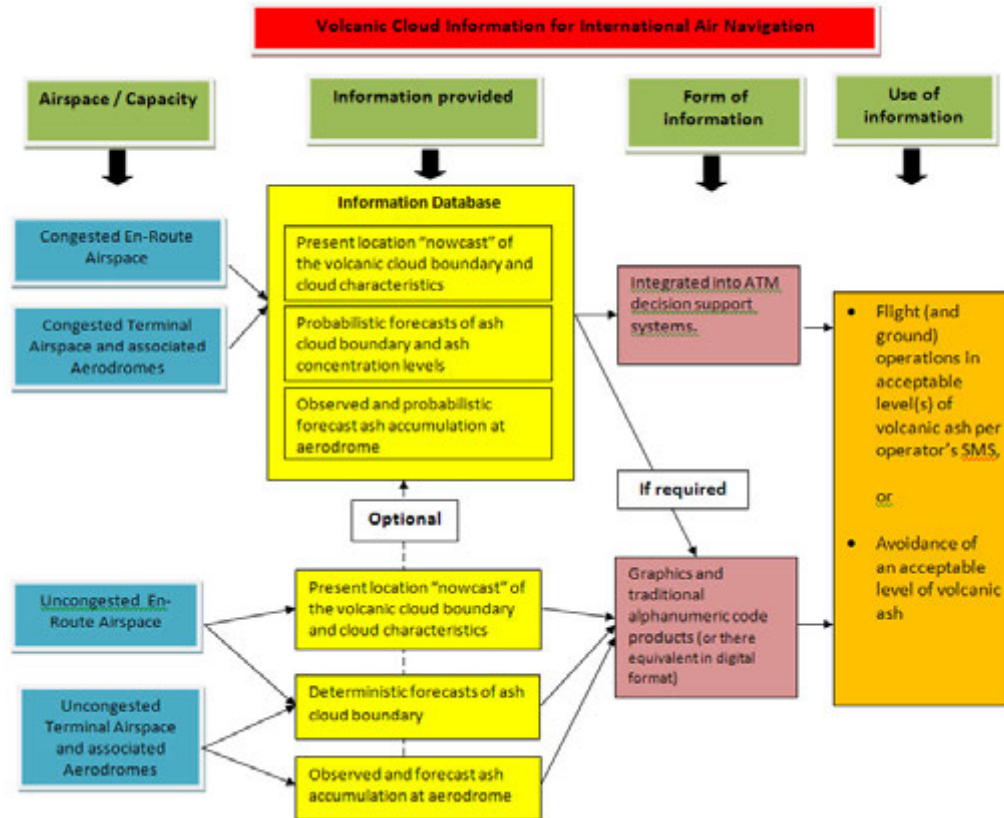 Volcanic Cloud Information for International Air Navigation
Airspace / Capacity
Information provided
Form of
information
Use of
information
Congested En-Route
Airspace
Congested Terminal
Airspace and associated
Aerodromes
Information Database
Present location "nowcast" of
the volcanic cloud boundary and
cloud characteristics
Probabilistic forecasts of ash
cloud boundary and ash
concentration levels
Observed and probabilistic
forecast ash accumulation at
aerodrome
Integrated into ATM
decision support
systems.
• Flight (and
ground)
operations in
acceptable
level(s) of
volcanic ash per
operator's SMS,
or
• Avoidance of
an acceptable
level of volcanic
ash
If required
Optional
Uncongested En-
Route Airspace
Uncongested
Terminal Airspace
and associated
Aerodromes
Present location "nowcast" of
the volcanic cloud boundary
and cloud characteristics
Deterministic forecasts of ash
cloud boundary
Observed and forecast ash
accumulation at aerodrome
Graphics and
traditional
alphanumeric code
products (or there
equivalent in digital
format)